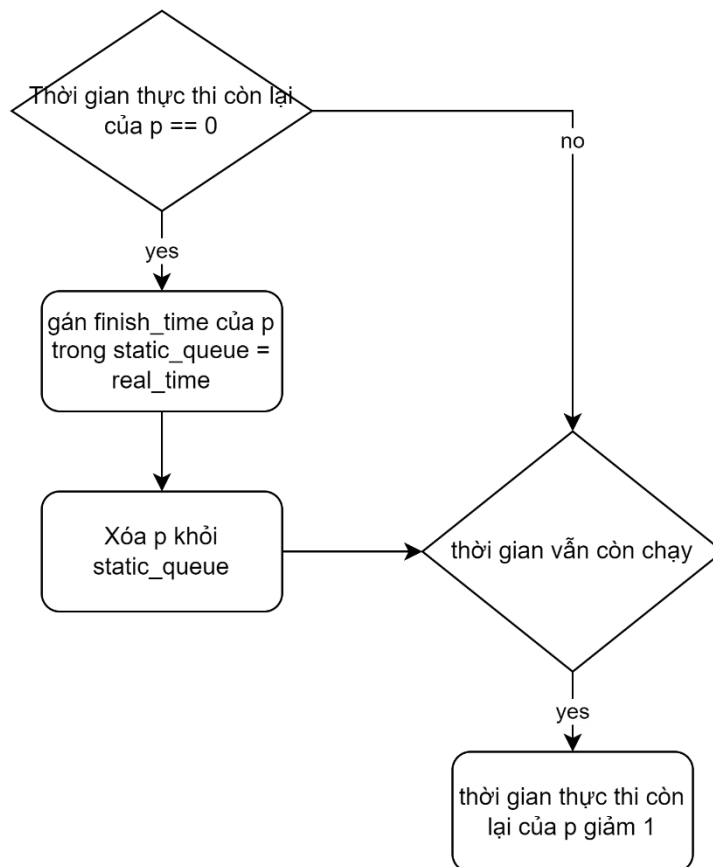 Thời gian thực thi còn lại
của p == 0
no
yes
gán finish_time của p
trong static_queue =
real_time
Xóa p khỏi
static_queue
thời gian vẫn còn chạy
yes
thời gian thực thi còn
lại của p giảm 1